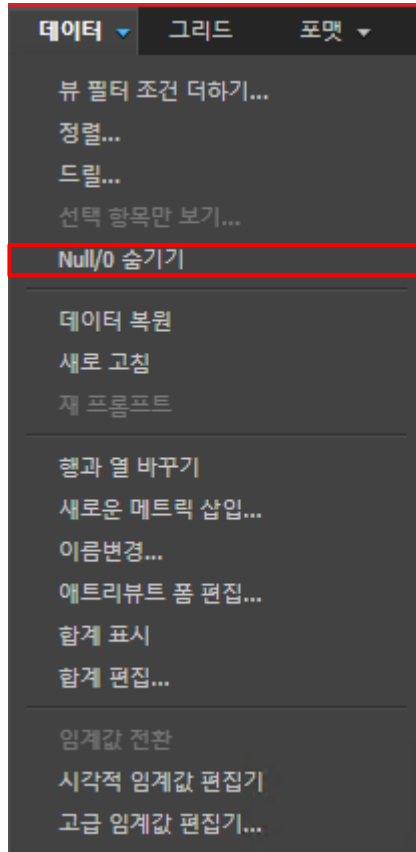 데이터 그리드 포맷
뷰 필터 조건 더하기...
정렬...
드릴...
선택 항목만 보기...
Null/0 숨기기
데이터 복원
새로 고침
재 프롬프트
행과 열 바꾸기
새로운 메트릭 삽입...
이름변경...
애트리뷰트 폼 편집...
합계 표시
합계 편집...
임계값 전환
시각적 임계값 편집기
고급 임계값 편집기...